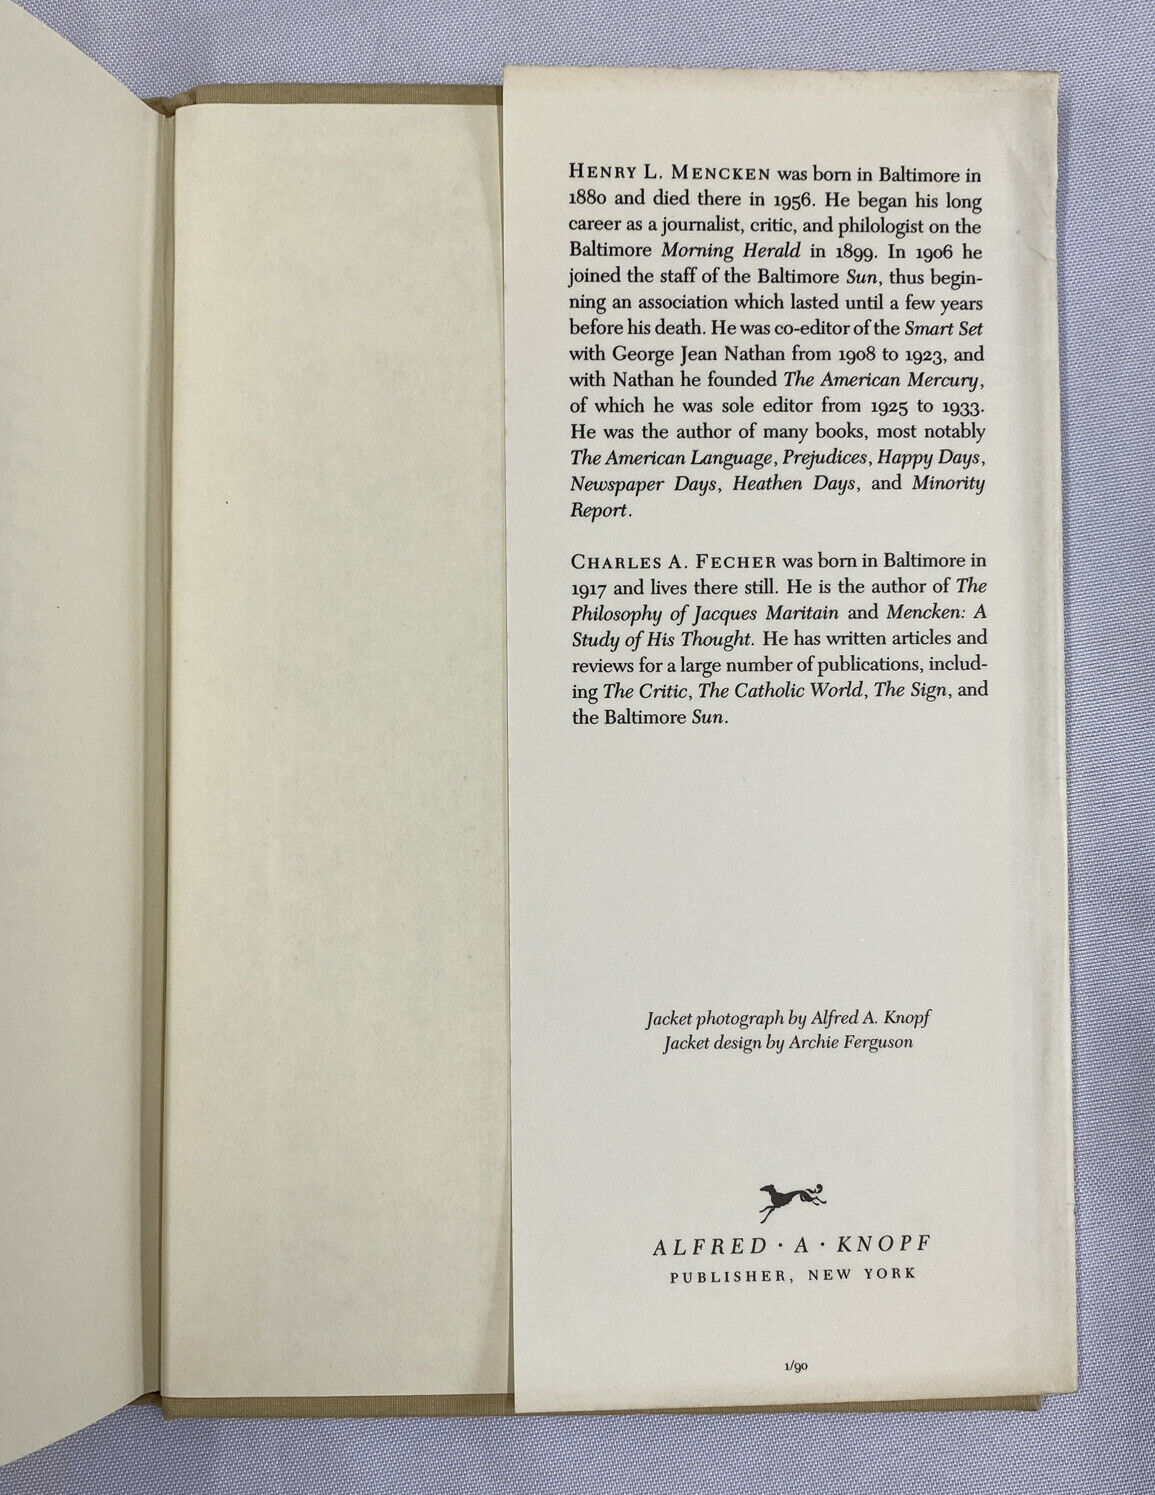 HENRY L. MENCKEN was born in Baltimore in
1880 and died there in 1956. He began his long
career as a journalist, critic, and philologist on the
Baltimore Morning Herald in 1899. In 1906 he
joined the staff of the Baltimore Sun, thus begin-
ning an association which lasted until a few years
before his death. He was co-editor of the Smart Set
with George Jean Nathan from 1908 to 1923, and
with Nathan he founded The American Mercury,
of which he was sole editor from 1925 to 1933.
He was the author of many books, most notably
The American Language, Prejudices, Happy Days,
Newspaper Days, Heathen Days, and Minority
Report.
CHARLES A. FECHER was born in Baltimore in
1917 and lives there still. He is the author of The
Philosophy of Jacques Maritain and Mencken: A
Study of His Thought. He has written articles and
reviews for a large number of publications, includ-
ing The Critic, The Catholic World, The Sign, and
the Baltimore Sun.
Jacket photograph by Alfred A. Knopf
Jacket design by Archie Ferguson
ALFRED · A · KNOPF
PUBLISHER, NEW YORK
1/90